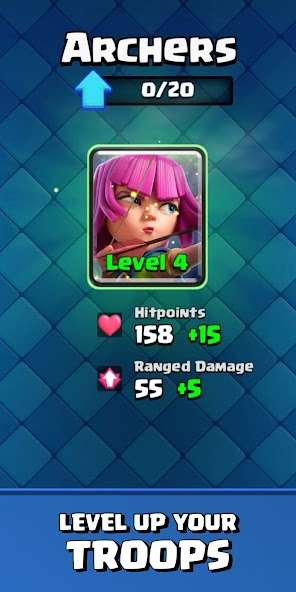 Archers
0/20
Level 4
Hitpoints
158 +15
Ranged Damage
55 +5
LEVEL UP YOUR
TROOPS